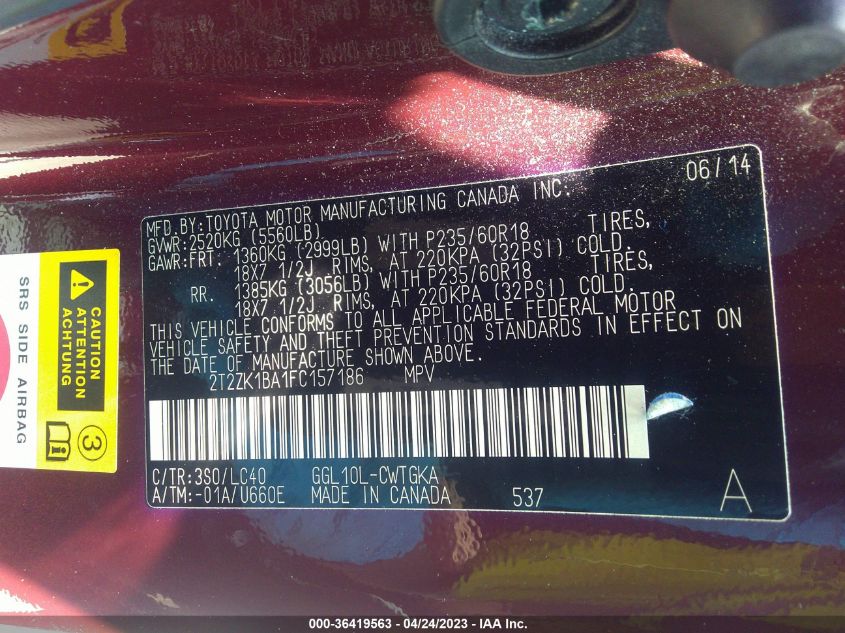 06/14
MFD.BY:TOYOTA MOTOR MANUFACTURING CANADA INC.
GVWR:2520KG (5560LB)
GAWR:FRT. 1360KG (2999LB) WITH P235/60R18 TIRES,
18X7 1/2J RIMS, AT 220KPA (32PSI) COLD.
RR. 1385KG (3056LB) WITH P235/60R18 TIRES,
18X7 1/2J RIMS, AT 220KPA (32PSI) COLD.
THIS VEHICLE CONFORMS TO ALL APPLICABLE FEDERAL MOTOR
VEHICLE SAFETY AND THEFT PREVENTION STANDARDS IN EFFECT ON
THE DATE OF MANUFACTURE SHOWN ABOVE.
2T2ZK1BA1FC157186 MPV
C/TR:3S0/LC40 GGL10L-CWTGKA
A/TM:-01A/U660E MADE IN CANADA 537 A
SRS SIDE AIRBAG
CAUTION
ATTENTION
ACHTUNG
i
3
000-36419563 - 04/24/2023 - IAA Inc.